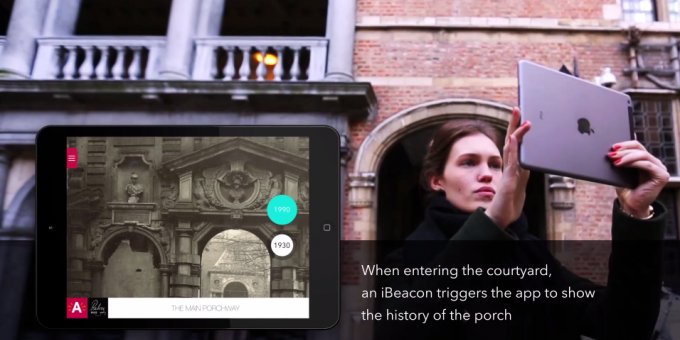 1990
1930
A
THE MAIN PORCHWAY
When entering the courtyard,
an iBeacon triggers the app to show
the history of the porch